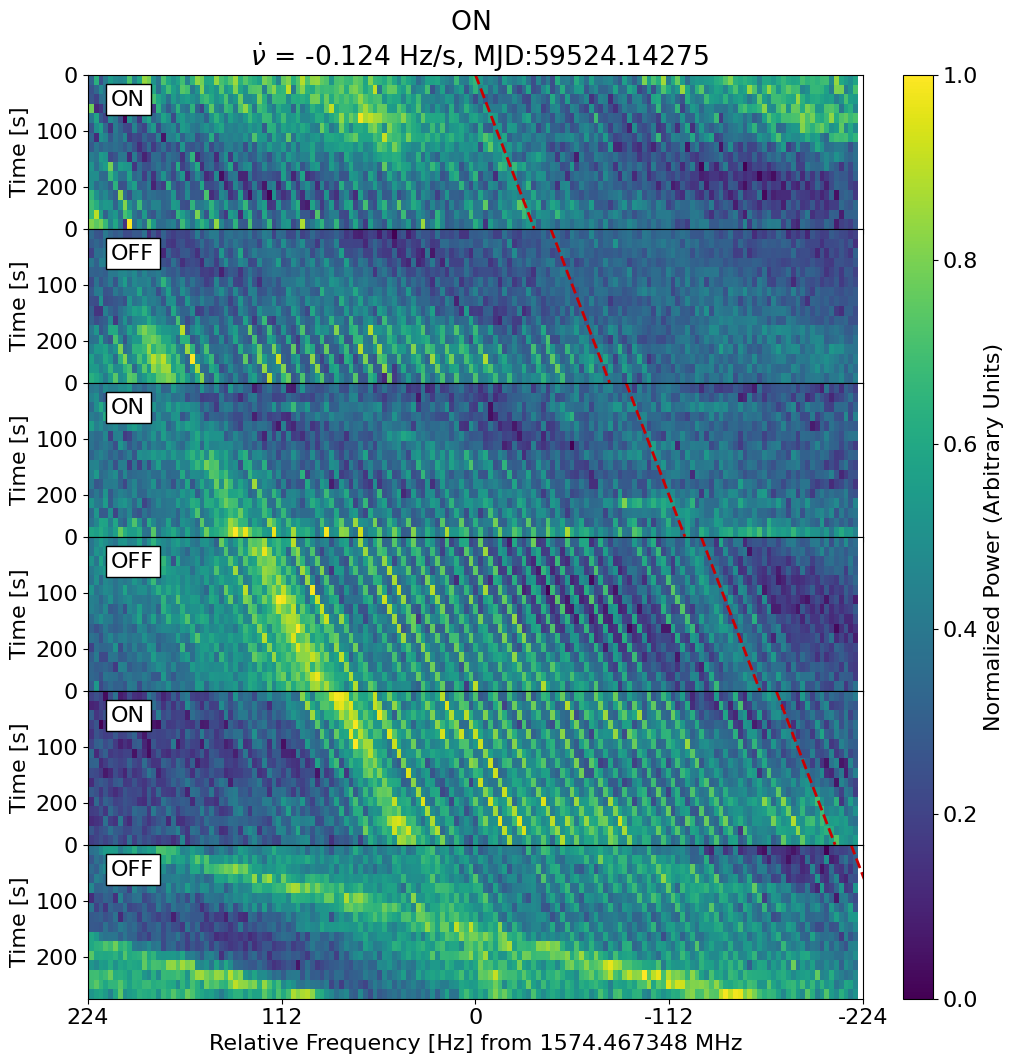 ON
ν̇ = -0.124 Hz/s, MJD:59524.14275
0
100
200
Time [s]
ON
0
100
200
Time [s]
OFF
0
100
200
Time [s]
ON
0
100
200
Time [s]
OFF
0
100
200
Time [s]
ON
0
100
200
Time [s]
OFF
224 112 0 -112 -224
Relative Frequency [Hz] from 1574.467348 MHz
1.0
0.8
0.6
0.4
0.2
0.0
Normalized Power (Arbitrary Units)